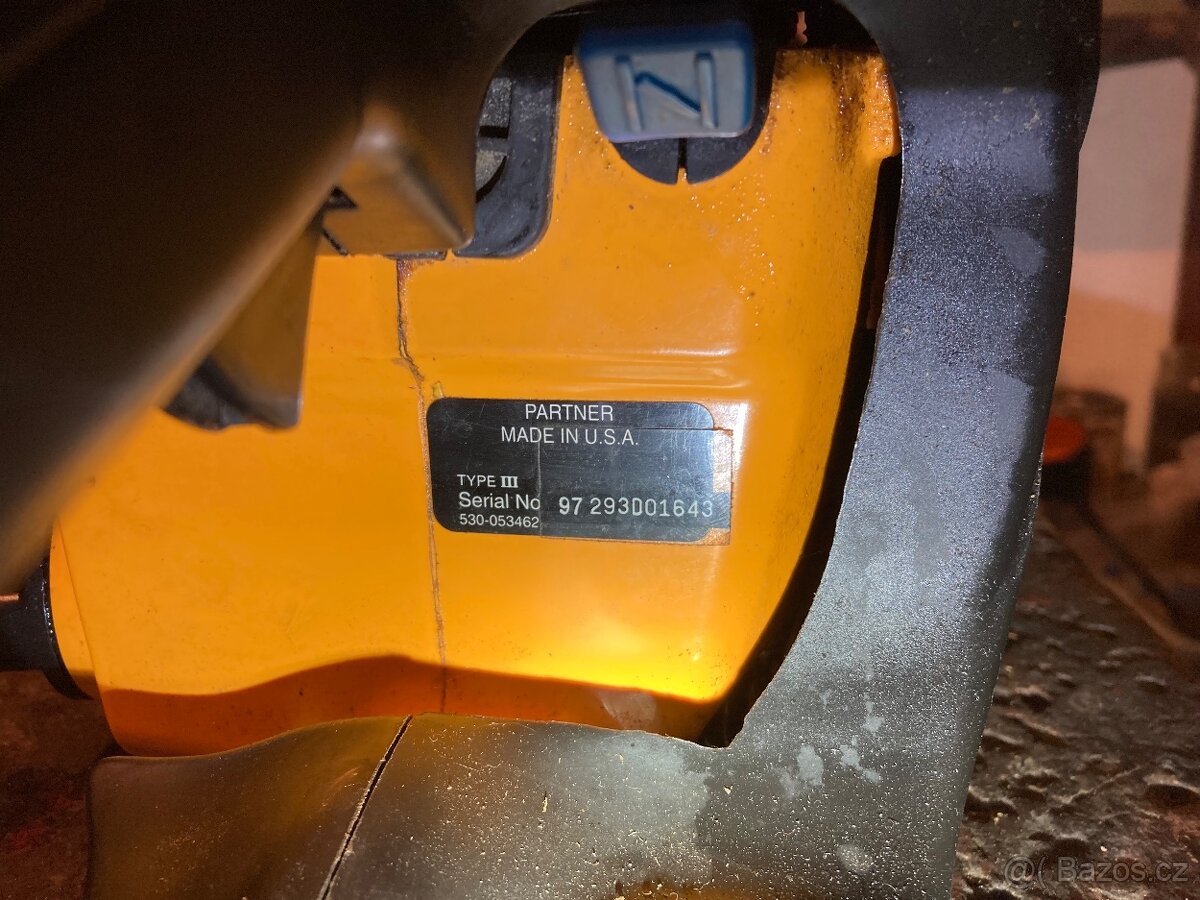 PARTNER
MADE IN U.S.A.
TYPE III
Serial No 97 293D01643
530-053462
@( Bazos.cz